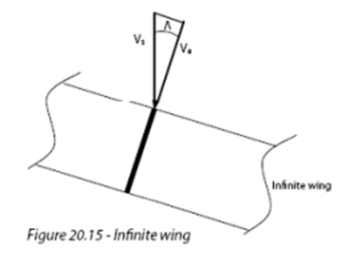 Λ
Vs
Va
Infinite wing
Figure 20.15 - Infinite wing